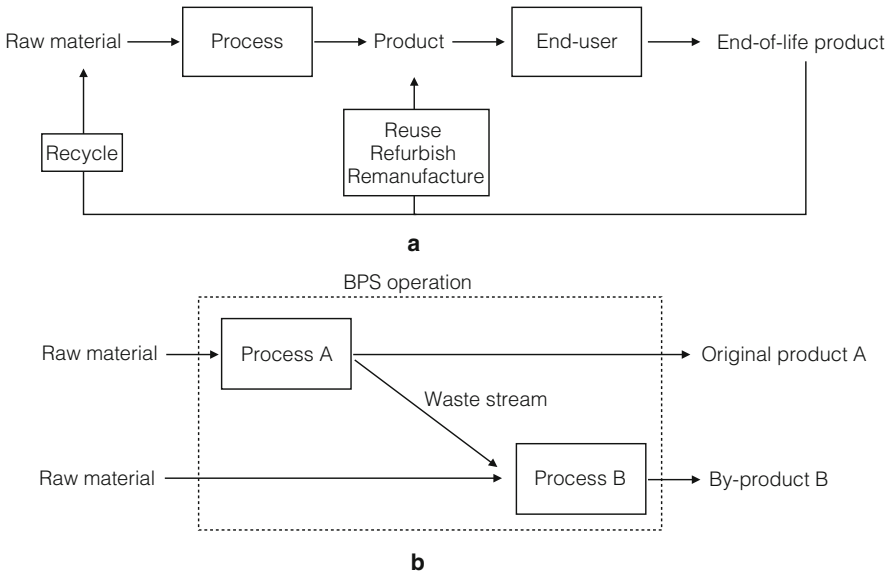 Raw material
Process
Product
End-user
End-of-life product
Recycle
Reuse
Refurbish
Remanufacture
a
BPS operation
Raw material
Process A
Original product A
Waste stream
Raw material
Process B
By-product B
b